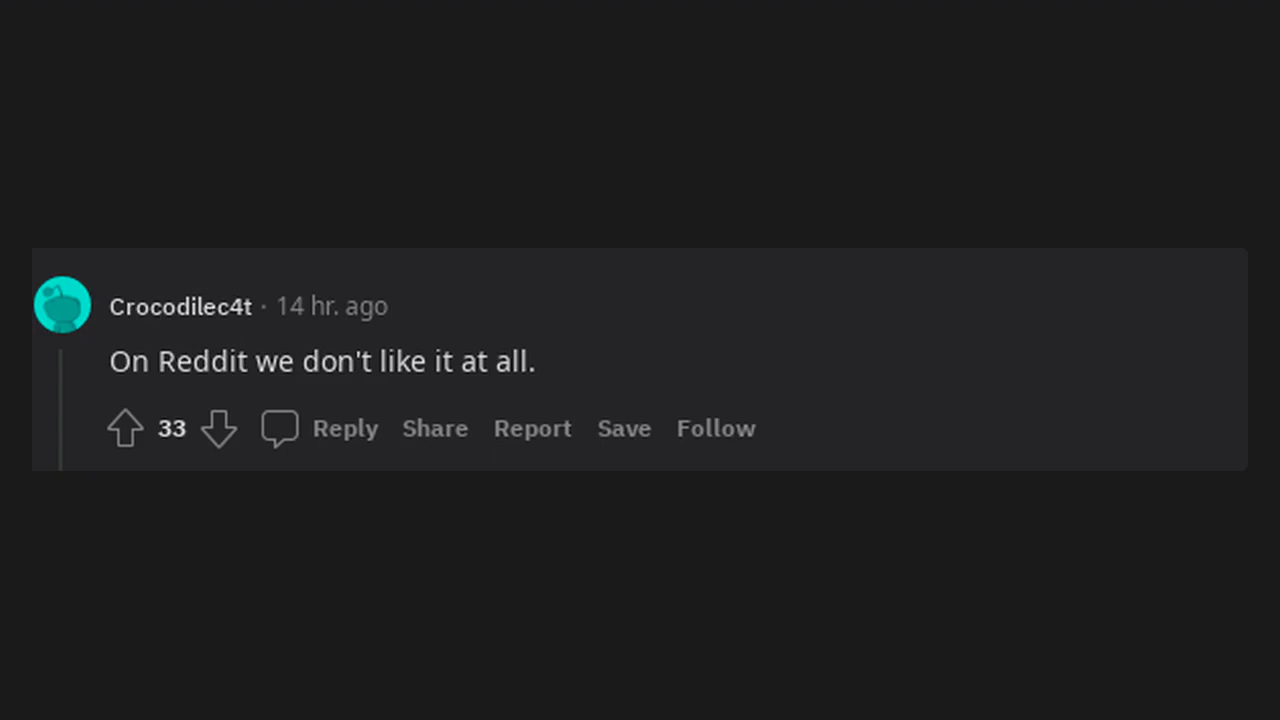 Crocodilec4t · 14 hr. ago
On Reddit we don't like it at all.
33 Reply Share Report Save Follow